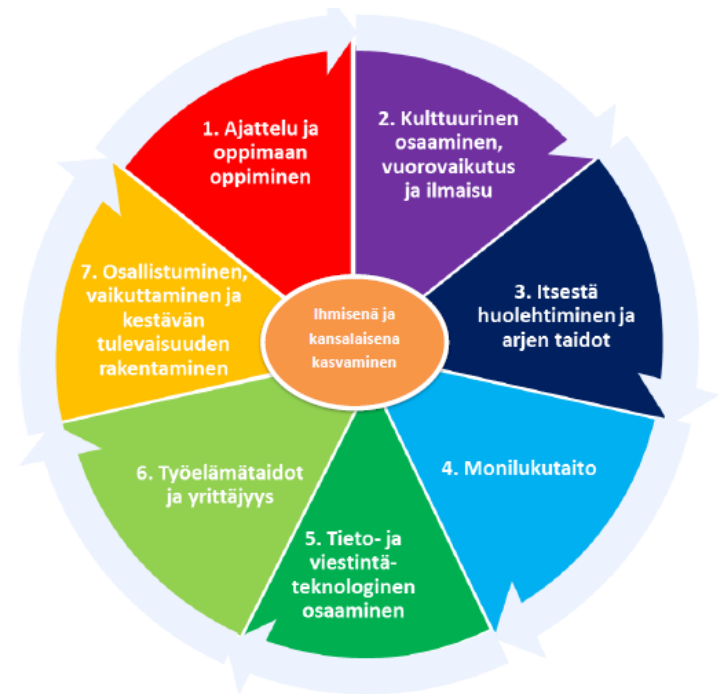 1. Ajattelu ja
oppimaan
oppiminen
2. Kulttuurinen
osaaminen,
vuorovaikutus
ja ilmaisu
3. Itsestä
huolehtiminen ja
arjen taidot
4. Monilukutaito
5. Tieto- ja
viestintä-
teknologinen
osaaminen
6. Työelämätaidot
ja yrittäjyys
7. Osallistuminen,
vaikuttaminen ja
kestävän
tulevaisuuden
rakentaminen
Ihmisenä ja
kansalaisena
kasvaminen